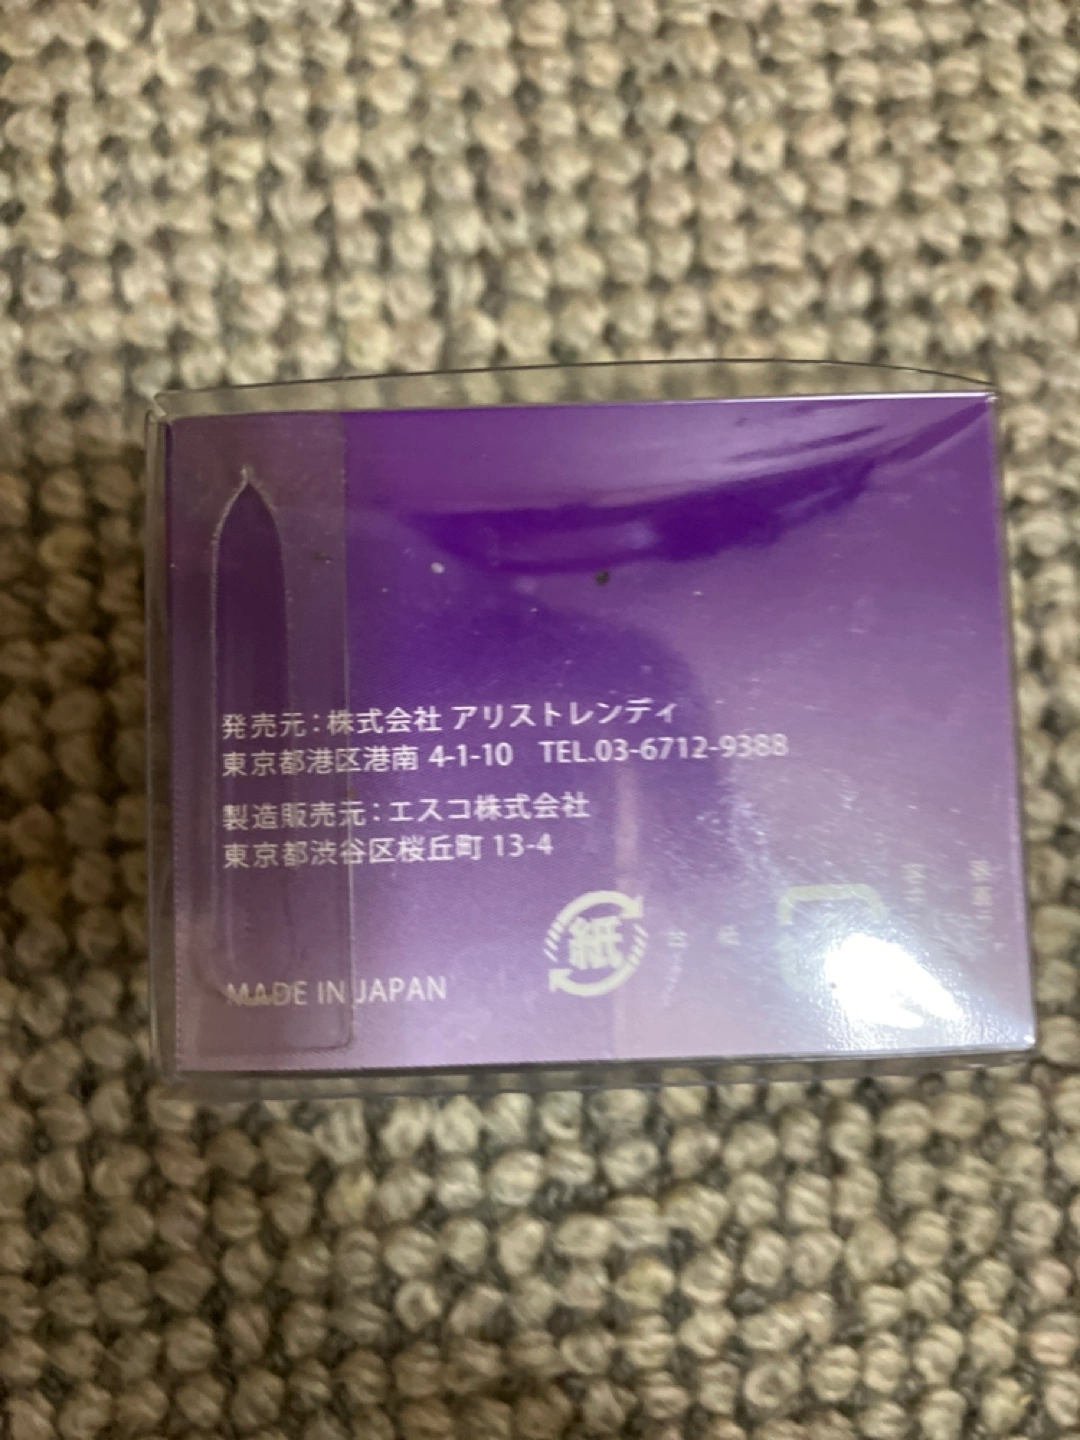 発売元：株式会社 アリストレンディ
東京都港区港南 4-1-10　TEL.03-6712-9388
製造販売元：エスコ株式会社
東京都渋谷区桜丘町 13-4
紙
MADE IN JAPAN